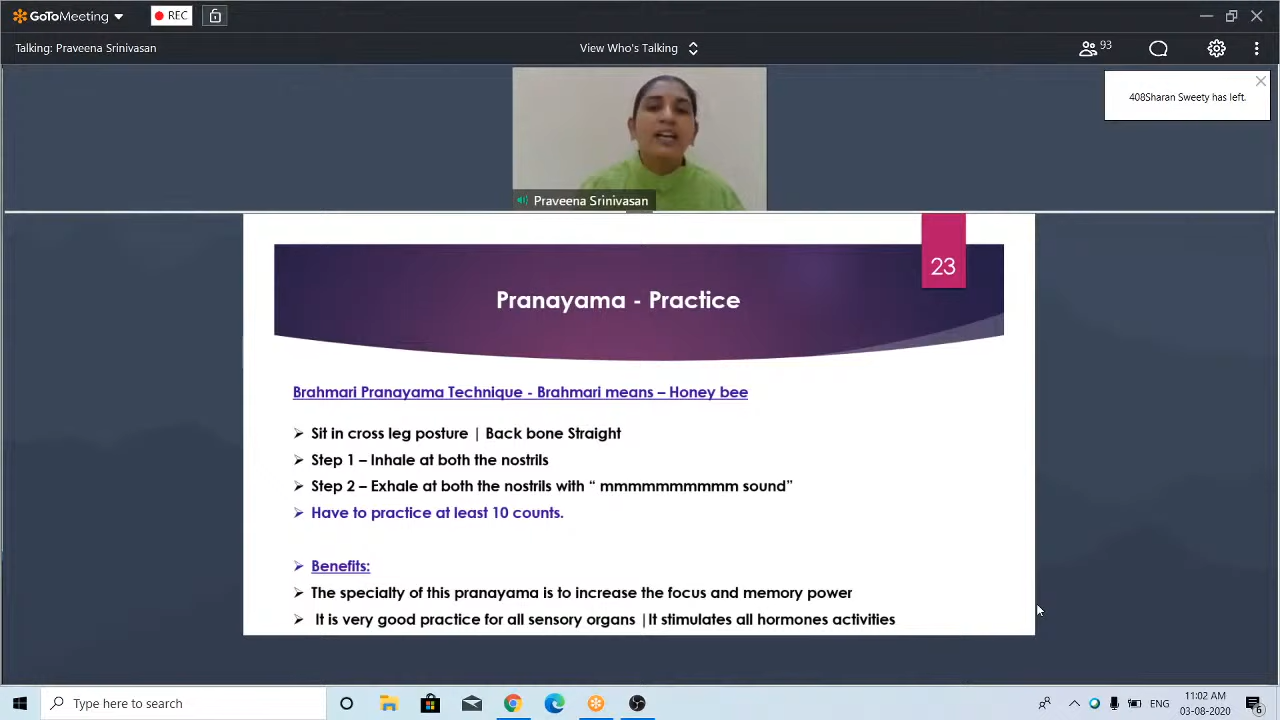 GoToMeeting
REC
Talking: Praveena Srinivasan
View Who's Talking
93
408Sharan Sweety has left.
Praveena Srinivasan
23
Pranayama - Practice
Brahmari Pranayama Technique - Brahmari means – Honey bee
➢ Sit in cross leg posture | Back bone Straight
➢ Step 1 – Inhale at both the nostrils
➢ Step 2 – Exhale at both the nostrils with “ mmmmmmmmmm sound”
➢ Have to practice at least 10 counts.
➢ Benefits:
➢ The specialty of this pranayama is to increase the focus and memory power
➢ It is very good practice for all sensory organs |It stimulates all hormones activities
Type here to search
ENG
11:02 AM
03-08-2020
6